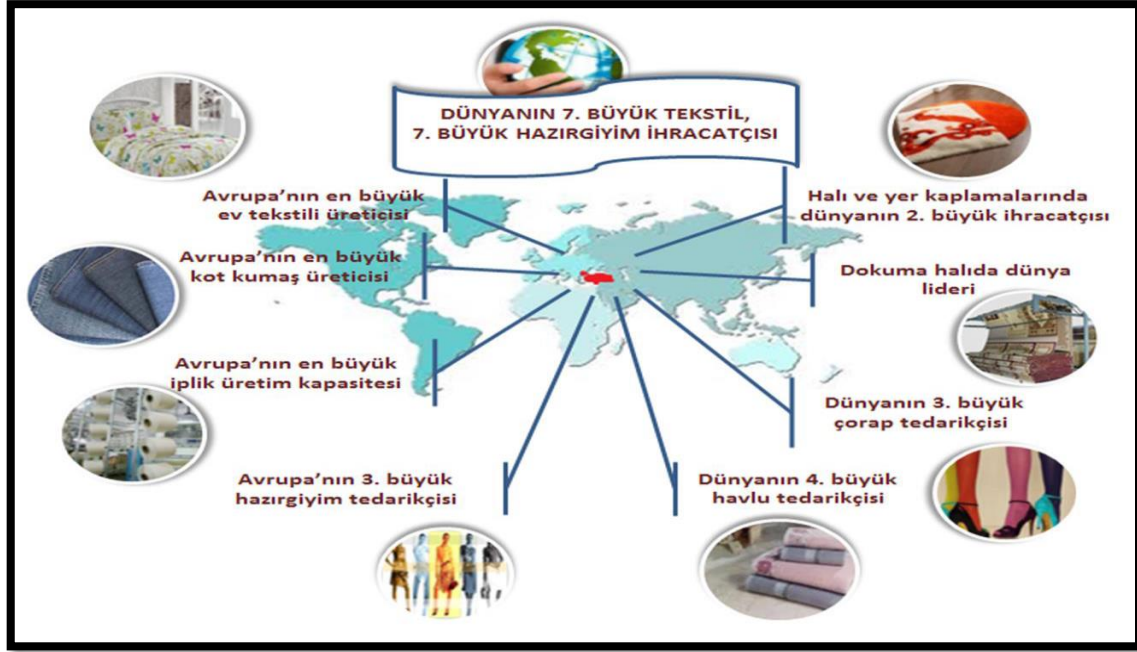 DÜNYANIN 7. BÜYÜK TEKSTİL,
7. BÜYÜK HAZIRGİYİM İHRACATÇISI
Avrupa’nın en büyük
ev tekstili üreticisi
Avrupa’nın en büyük
kot kumaş üreticisi
Avrupa’nın en büyük
iplik üretim kapasitesi
Avrupa’nın 3. büyük
hazırgiyim tedarikçisi
Dünyanın 4. büyük
havlu tedarikçisi
Dünyanın 3. büyük
çorap tedarikçisi
Dokuma halıda dünya
lideri
Halı ve yer kaplamalarında
dünyanın 2. büyük ihracatçısı